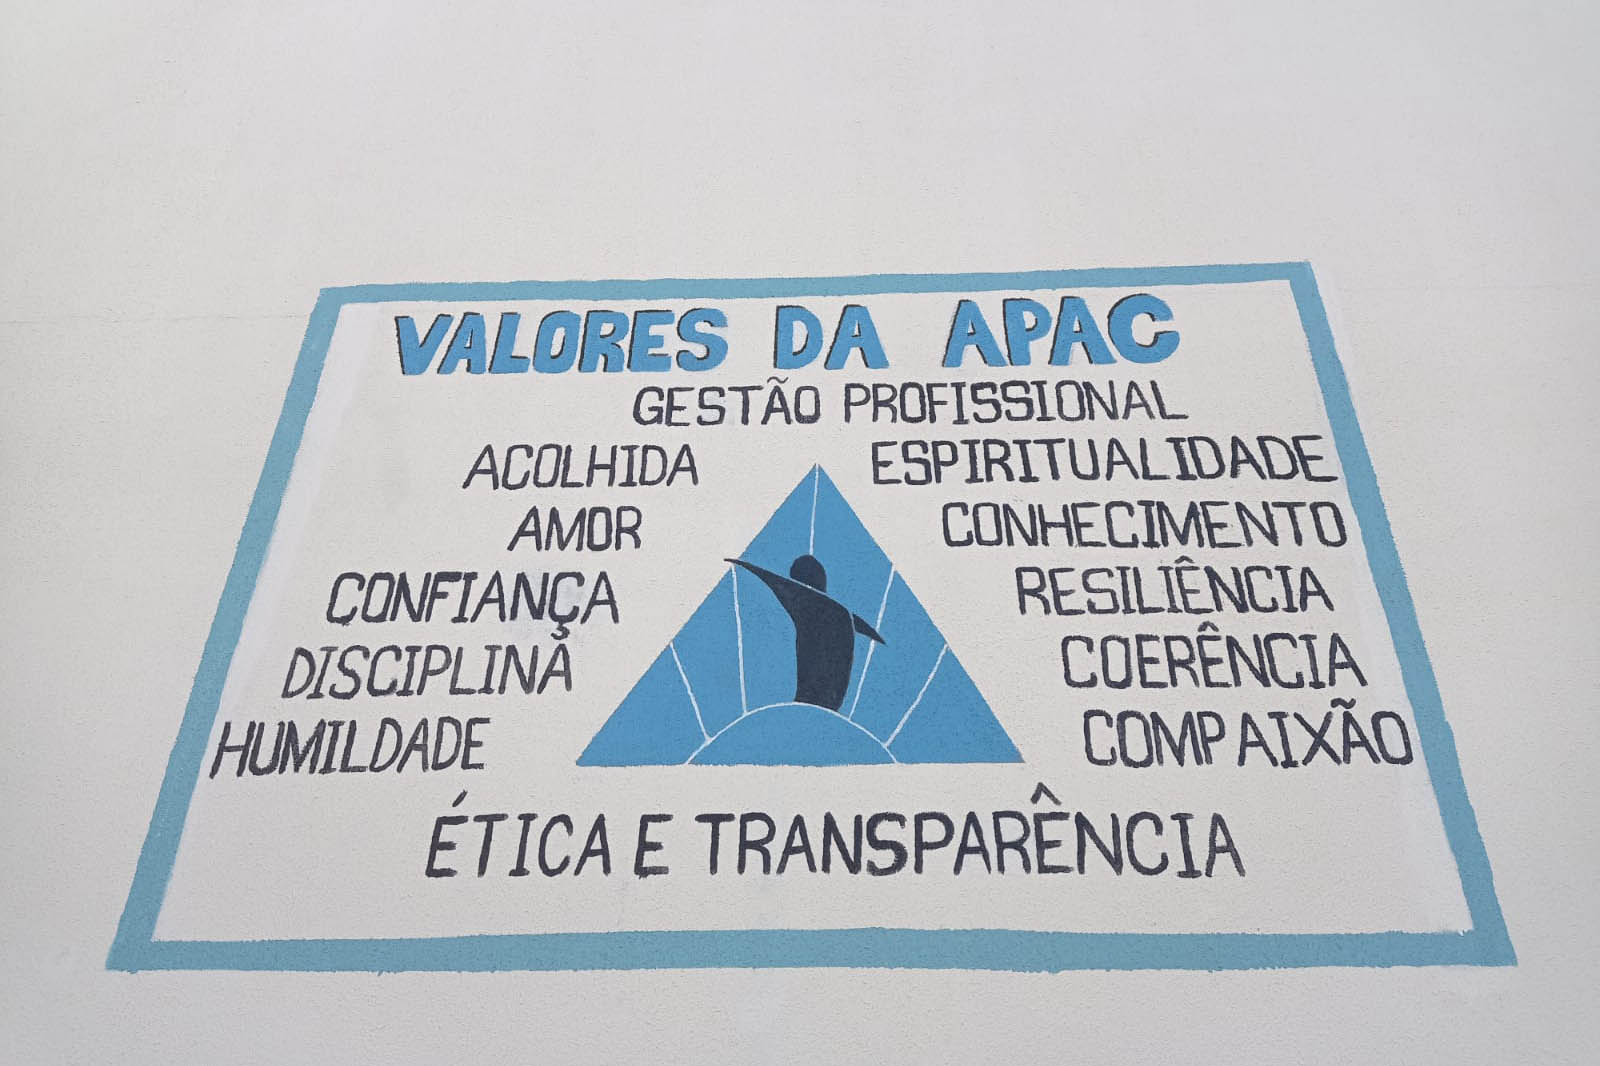 VALORES DA APAC
GESTÃO PROFISSIONAL
ACOLHIDA
AMOR
CONFIANÇA
DISCIPLINA
HUMILDADE
ESPIRITUALIDADE
CONHECIMENTO
RESILIÊNCIA
COERÊNCIA
COMPAIXÃO
ÉTICA E TRANSPARÊNCIA